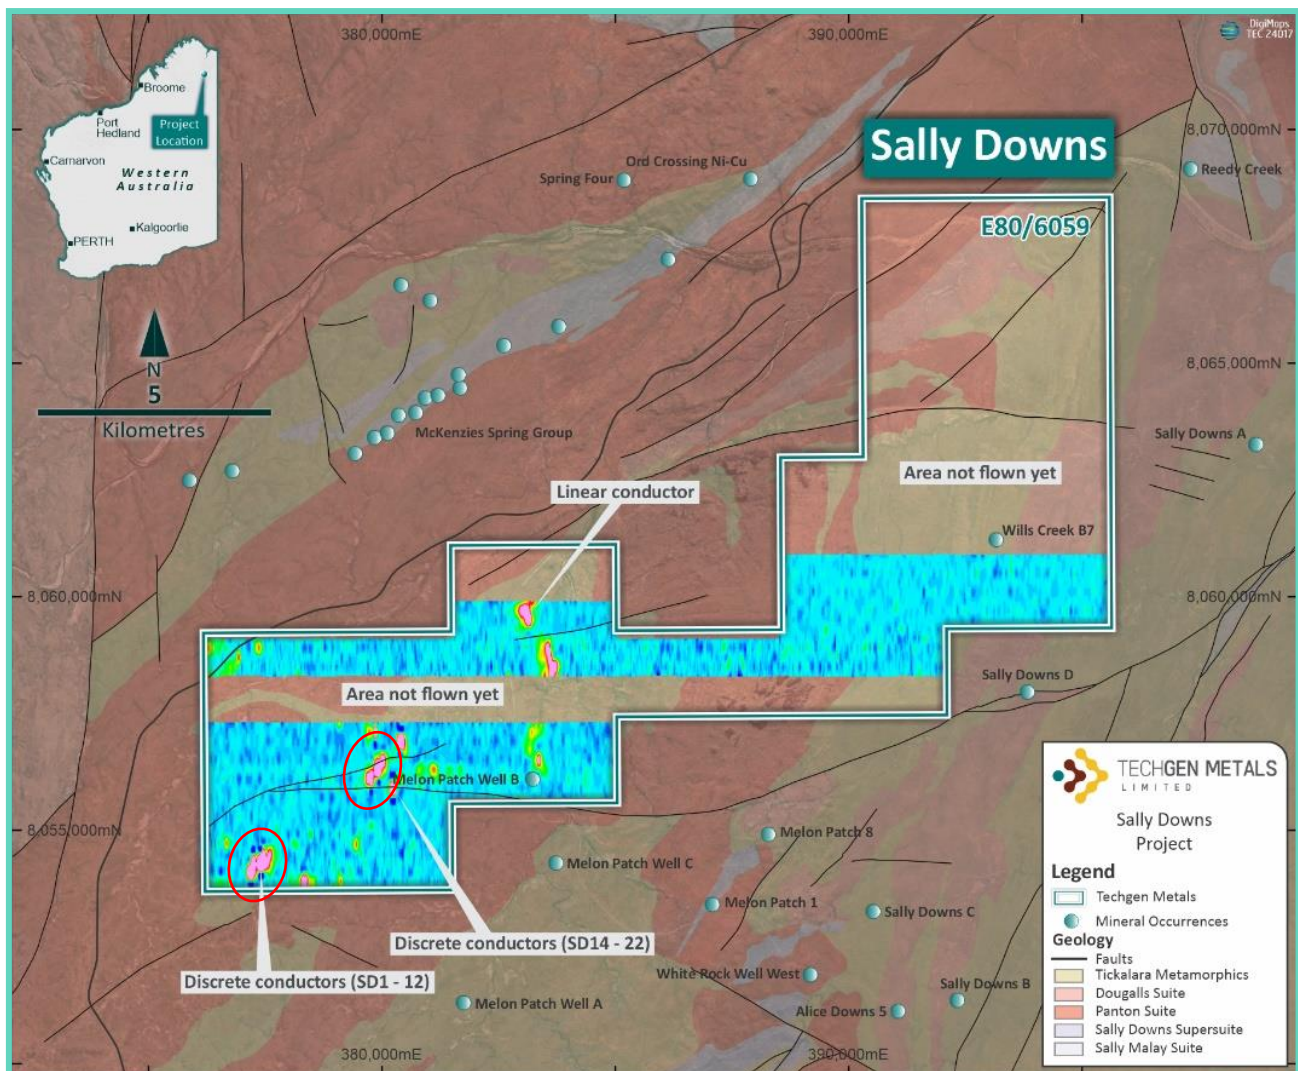 380,000mE
390,000mE
DigiMaps
TEC 24017
Broome
Port
Hedland
Project
Location
Carnarvon
Western
Australia
Kalgoorlie
PERTH
8,070,000mN
Sally Downs
Ord Crossing Ni-Cu
Spring Four
Reedy Creek
E80/6059
N
5
Kilometres
8,065,000mN
McKenzies Spring Group
Sally Downs A
Area not flown yet
Linear conductor
Wills Creek B7
8,060,000mN
8,060,000mN
Sally Downs D
Area not flown yet
Melon Patch Well B
8,055,000mN
Melon Patch 8
Melon Patch Well C
Melon Patch 1
Sally Downs C
Discrete conductors (SD14 - 22)
Discrete conductors (SD1 - 12)
White Rock Well West
Sally Downs B
Melon Patch Well A
Alice Downs 5
380,000mE
390,000mE
TECHGEN METALS
LIMITED
Sally Downs
Project
Legend
Techgen Metals
Mineral Occurrences
Geology
Faults
Tickalara Metamorphics
Dougalls Suite
Panton Suite
Sally Downs Supersuite
Sally Malay Suite